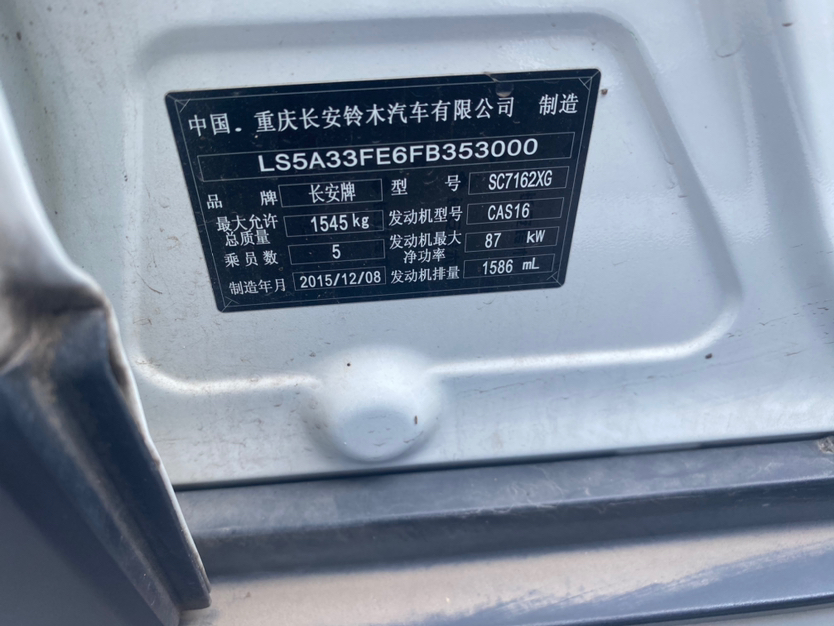 中国.重庆长安铃木汽车有限公司 制造
LS5A33FE6FB353000
品 牌 长安牌 型 号 SC7162XG
最大允许总质量 1545 kg 发动机型号 CAS16
乘员数 5 发动机最大净功率 87 kW
制造年月 2015/12/08 发动机排量 1586 mL